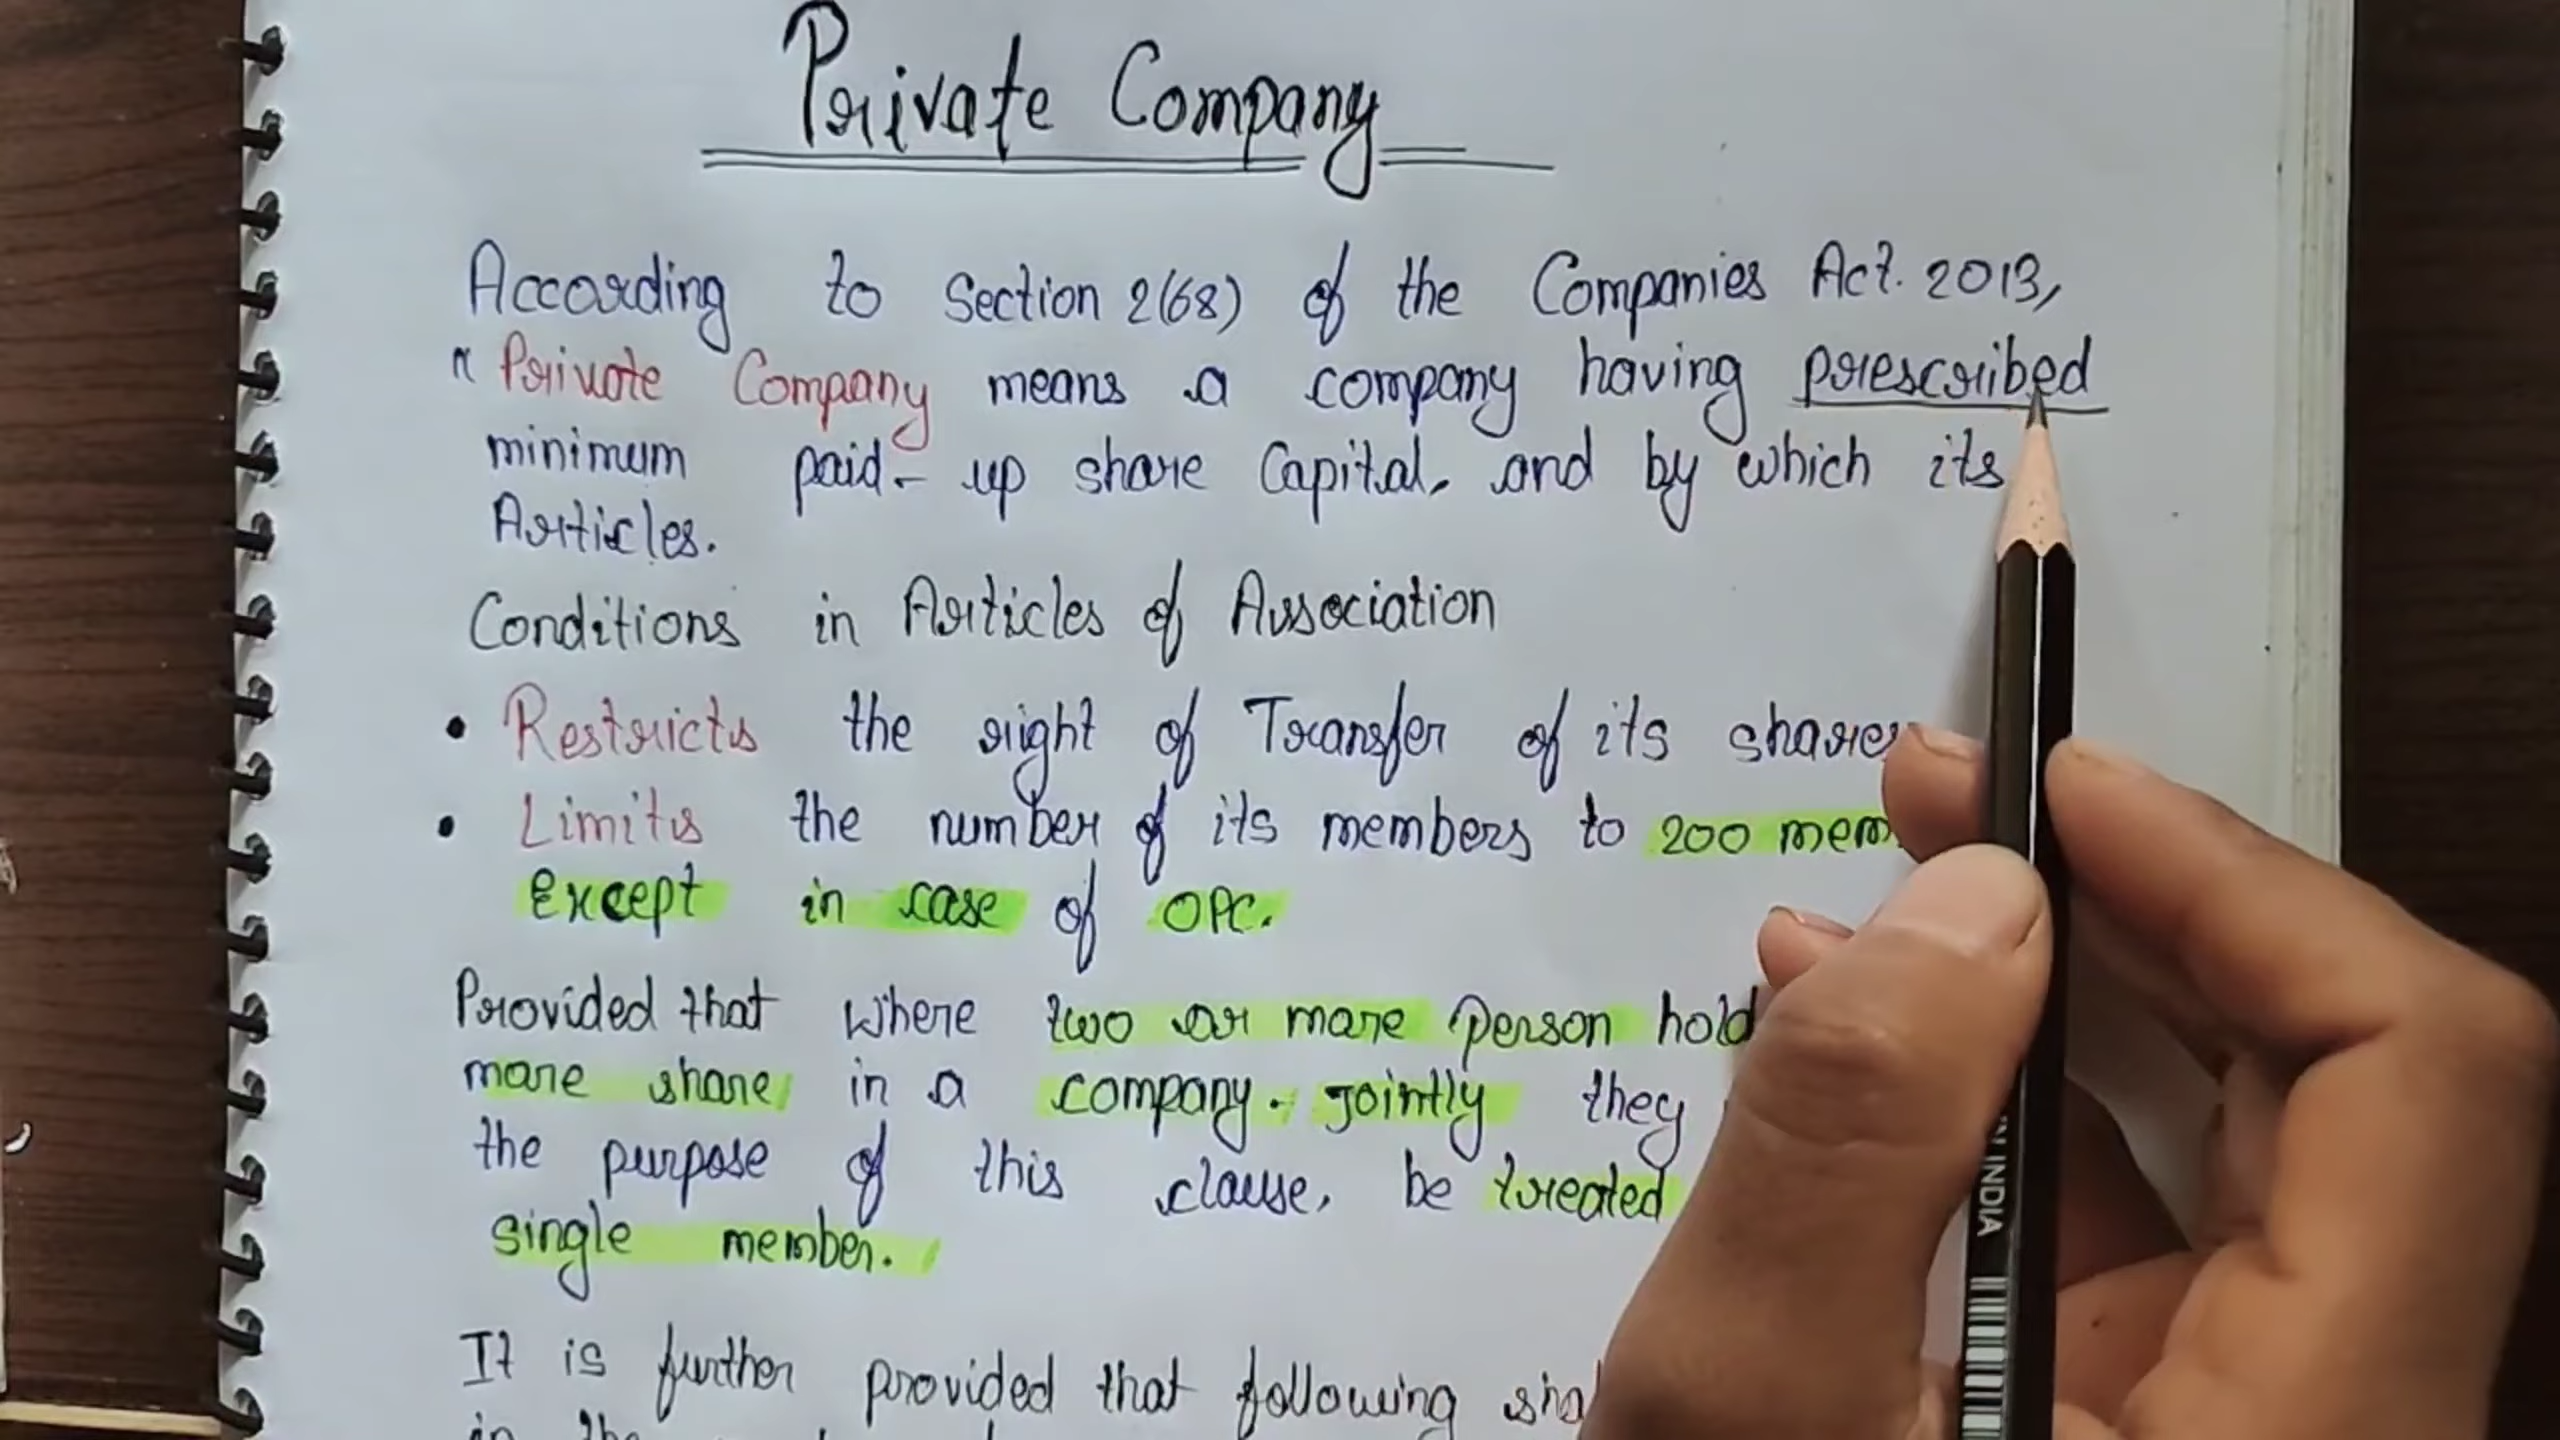 Private Company
According to Section 2(68) of the Companies Act. 2013,
" Private Company means a company having prescribed
minimum paid-up share Capital, and by which its
Articles.
Conditions in Articles of Association
• Restricts the right of Transfer of its shares
• Limits the number of its members to 200 mem
Except in case of OPC.
Provided that where two or more person hold
more share in a company. Jointly they
the purpose of this clause, be treated
single member.
It is further provided that following sha
in the
INDIA